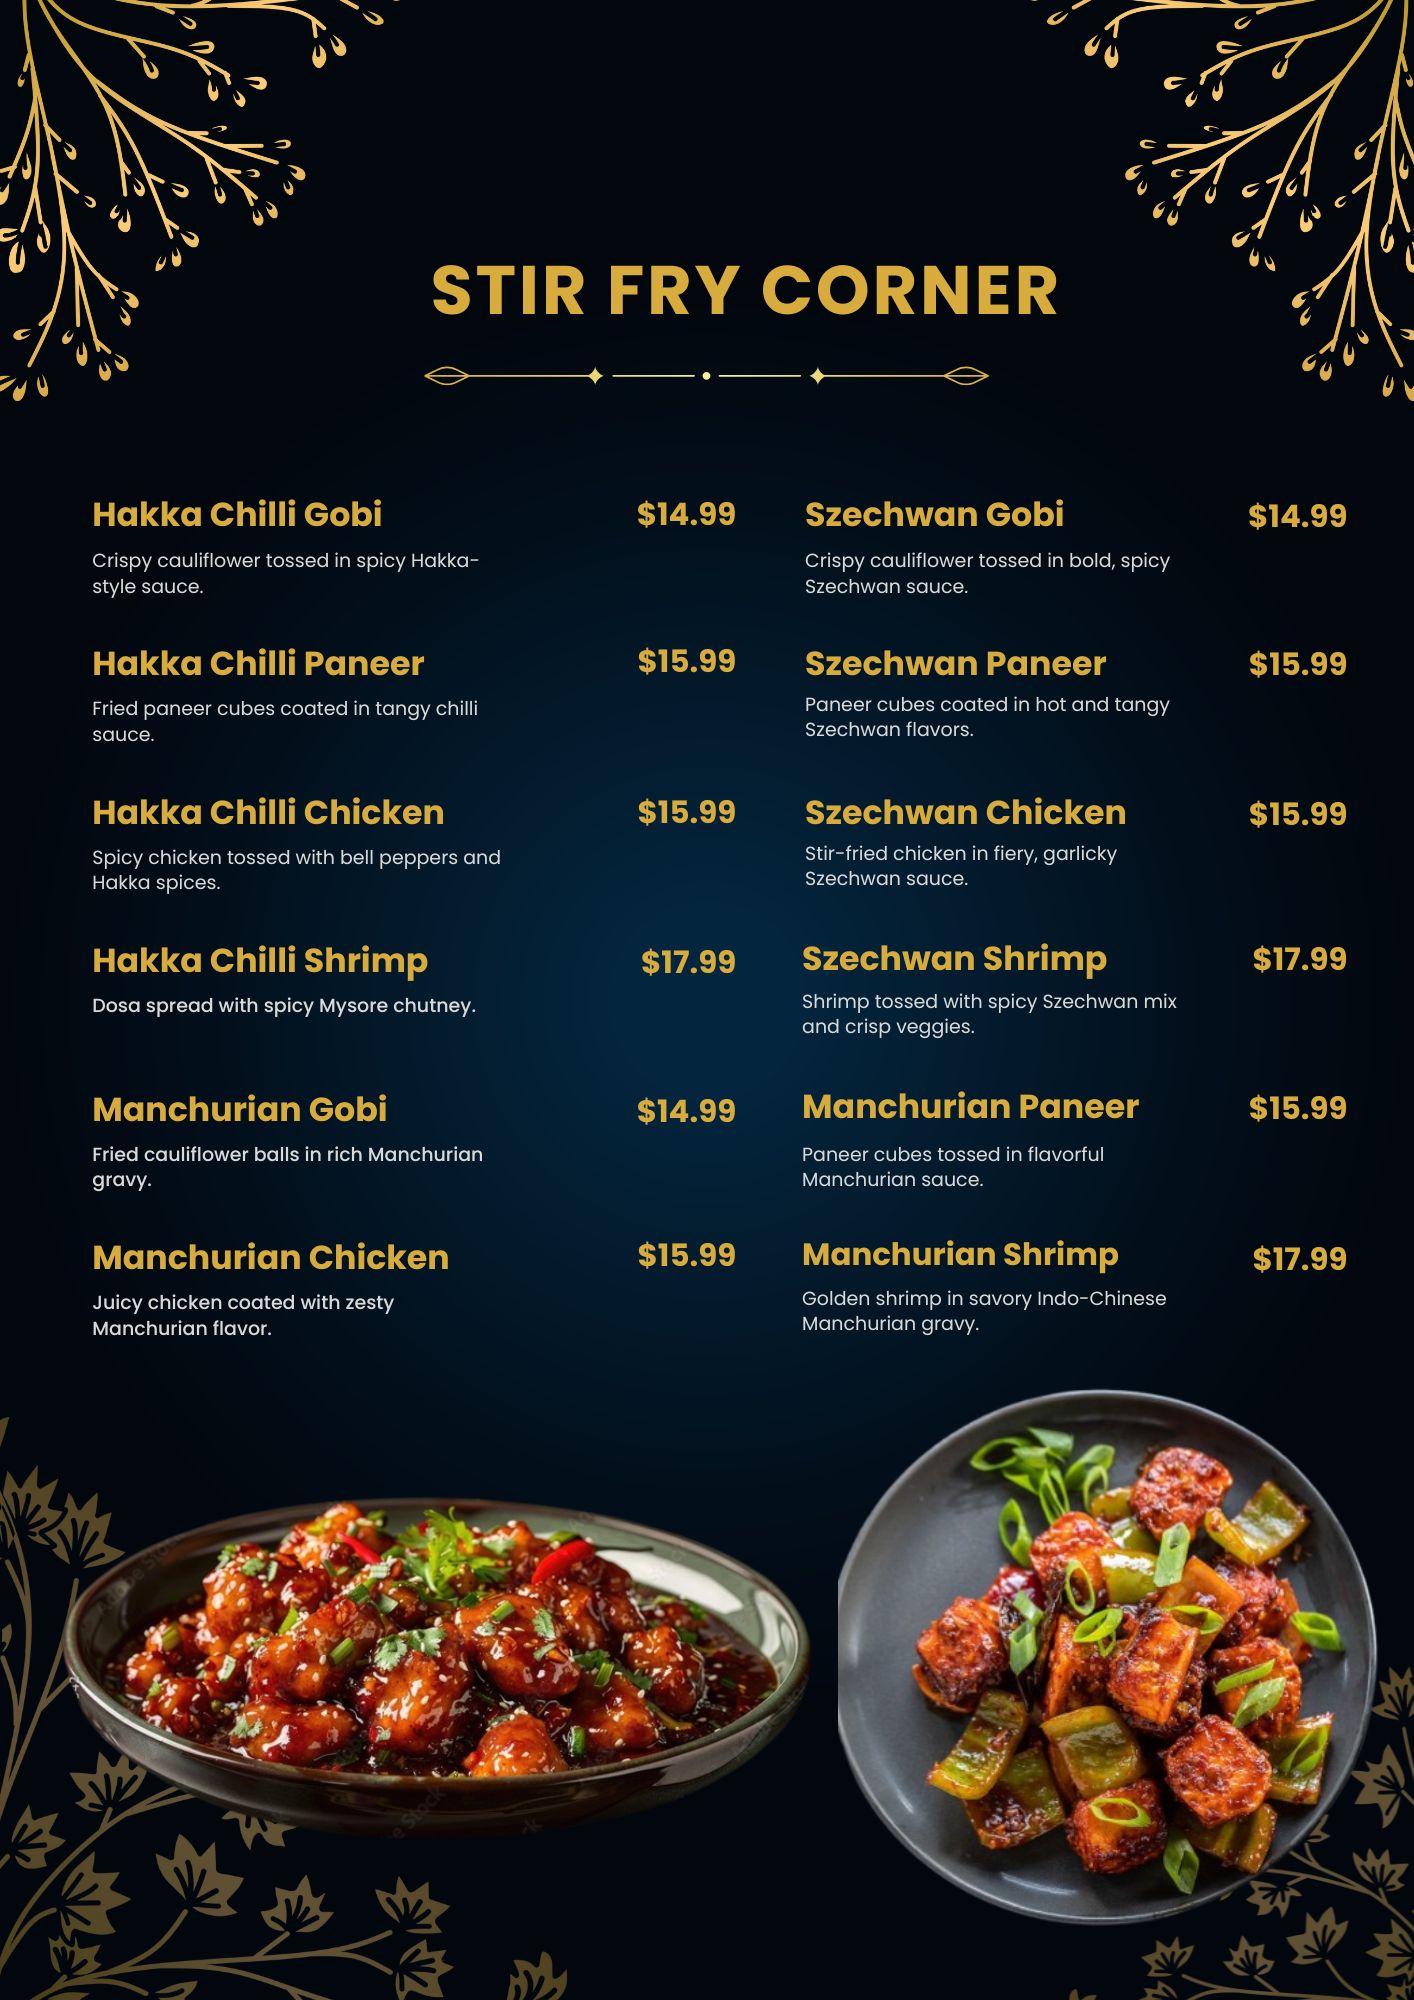 STIR FRY CORNER
Hakka Chilli Gobi $14.99
Crispy cauliflower tossed in spicy Hakka-
style sauce.
Hakka Chilli Paneer $15.99
Fried paneer cubes coated in tangy chilli
sauce.
Hakka Chilli Chicken $15.99
Spicy chicken tossed with bell peppers and
Hakka spices.
Hakka Chilli Shrimp $17.99
Dosa spread with spicy Mysore chutney.
Manchurian Gobi $14.99
Fried cauliflower balls in rich Manchurian
gravy.
Manchurian Chicken $15.99
Juicy chicken coated with zesty
Manchurian flavor.
Szechwan Gobi $14.99
Crispy cauliflower tossed in bold, spicy
Szechwan sauce.
Szechwan Paneer $15.99
Paneer cubes coated in hot and tangy
Szechwan flavors.
Szechwan Chicken $15.99
Stir-fried chicken in fiery, garlicky
Szechwan sauce.
Szechwan Shrimp $17.99
Shrimp tossed with spicy Szechwan mix
and crisp veggies.
Manchurian Paneer $15.99
Paneer cubes tossed in flavorful
Manchurian sauce.
Manchurian Shrimp $17.99
Golden shrimp in savory Indo-Chinese
Manchurian gravy.